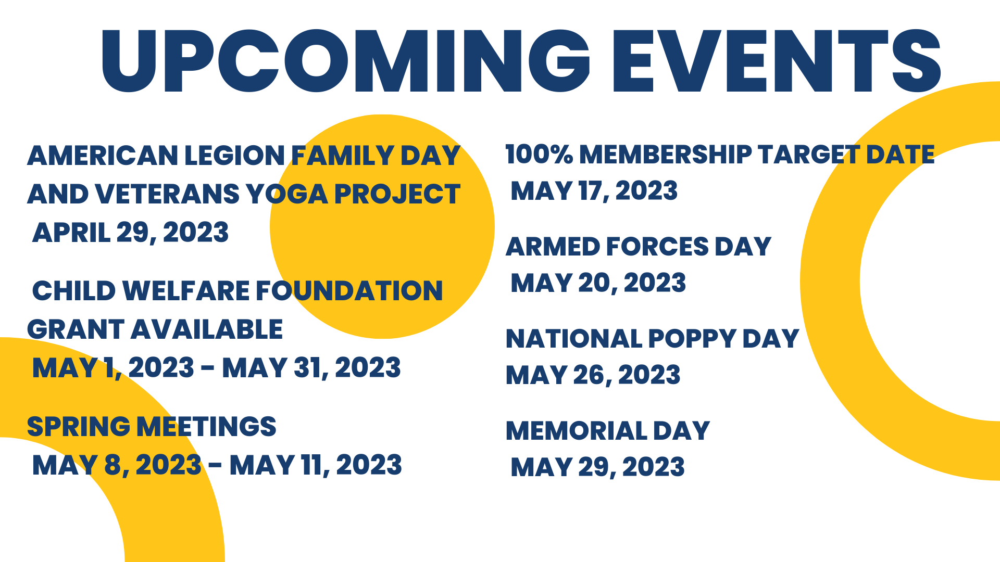 UPCOMING EVENTS
AMERICAN LEGION FAMILY DAY
AND VETERANS YOGA PROJECT
APRIL 29, 2023
CHILD WELFARE FOUNDATION
GRANT AVAILABLE
MAY 1, 2023 – MAY 31, 2023
SPRING MEETINGS
MAY 8, 2023 – MAY 11, 2023
100% MEMBERSHIP TARGET DATE
MAY 17, 2023
ARMED FORCES DAY
MAY 20, 2023
NATIONAL POPPY DAY
MAY 26, 2023
MEMORIAL DAY
MAY 29, 2023